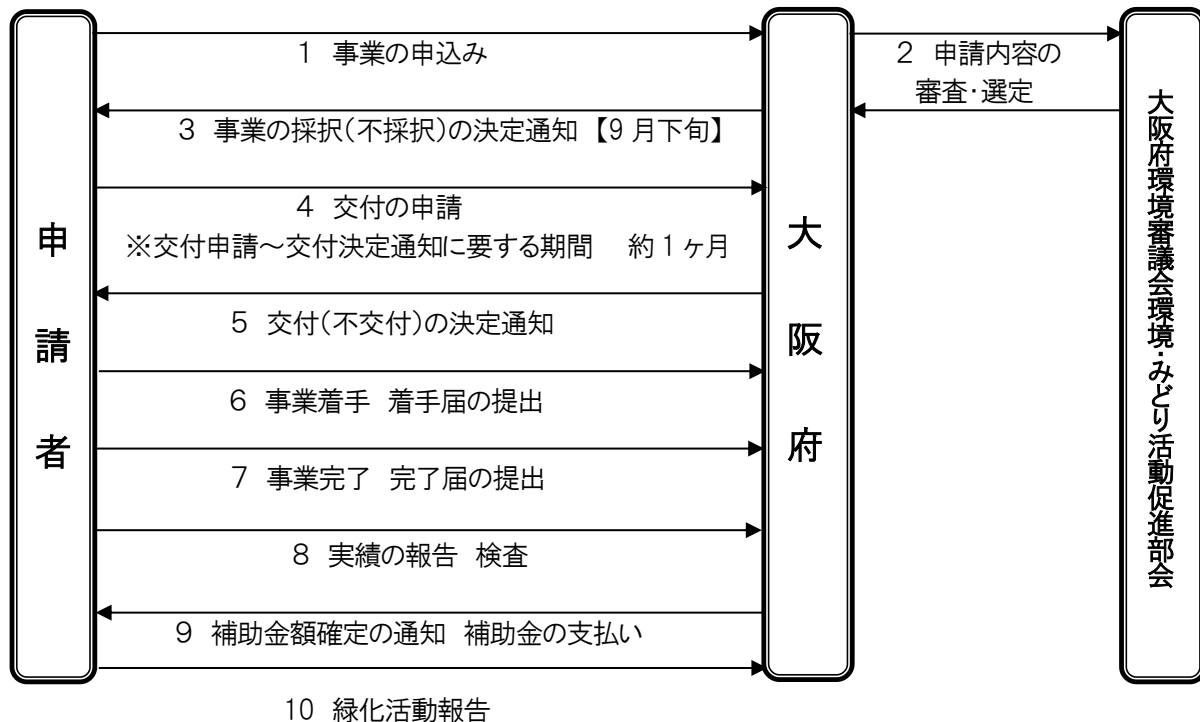 1 事業の申込み
2 申請内容の
審査・選定
3 事業の採択(不採択)の決定通知 【9月下旬】
4 交付の申請
※交付申請～交付決定通知に要する期間 約1ヶ月
5 交付(不交付)の決定通知
6 事業着手 着手届の提出
7 事業完了 完了届の提出
8 実績の報告 検査
9 補助金額確定の通知 補助金の支払い
10 緑化活動報告
申請者
大阪府
大阪府環境審議会環境・みどり活動促進部会